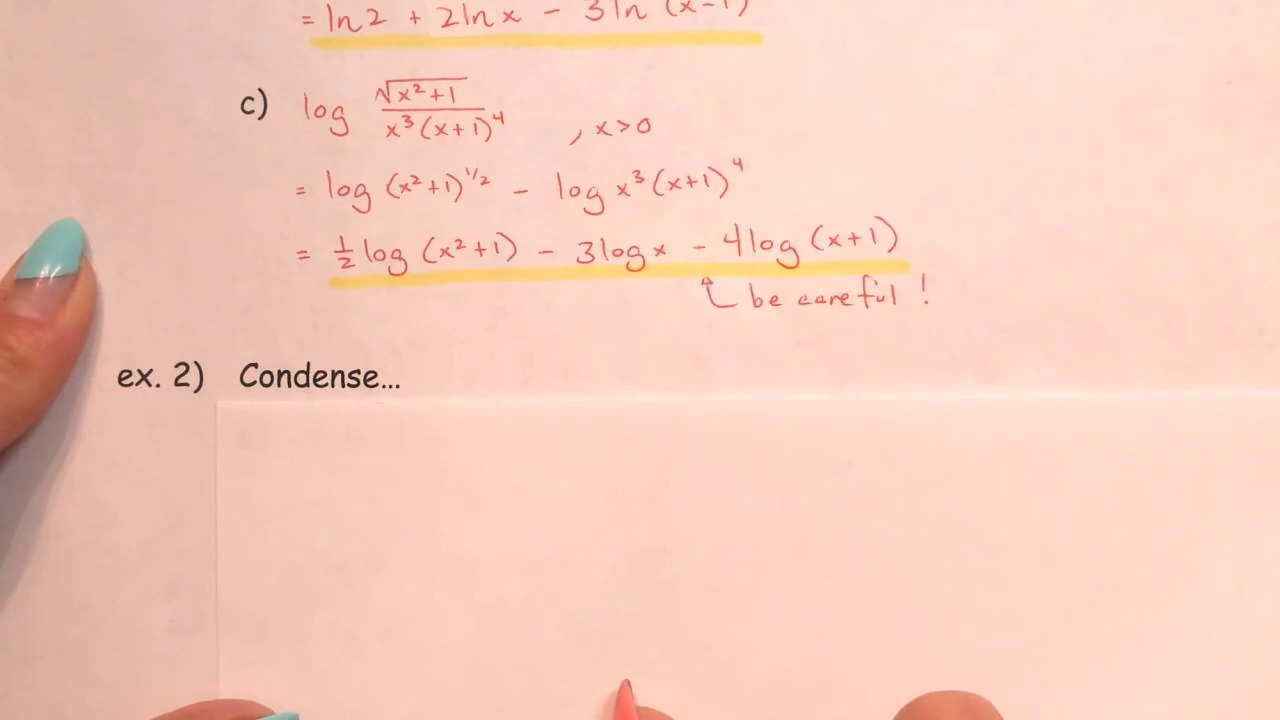 = ln 2 + 2 ln x - 3 ln (x-1)
c) log √x²+1 / x³(x+1)⁴ , x>0
= log (x²+1)^1/2 - log x³(x+1)⁴
= 1/2 log (x²+1) - 3 log x - 4 log (x+1)
be careful!
ex. 2) Condense...